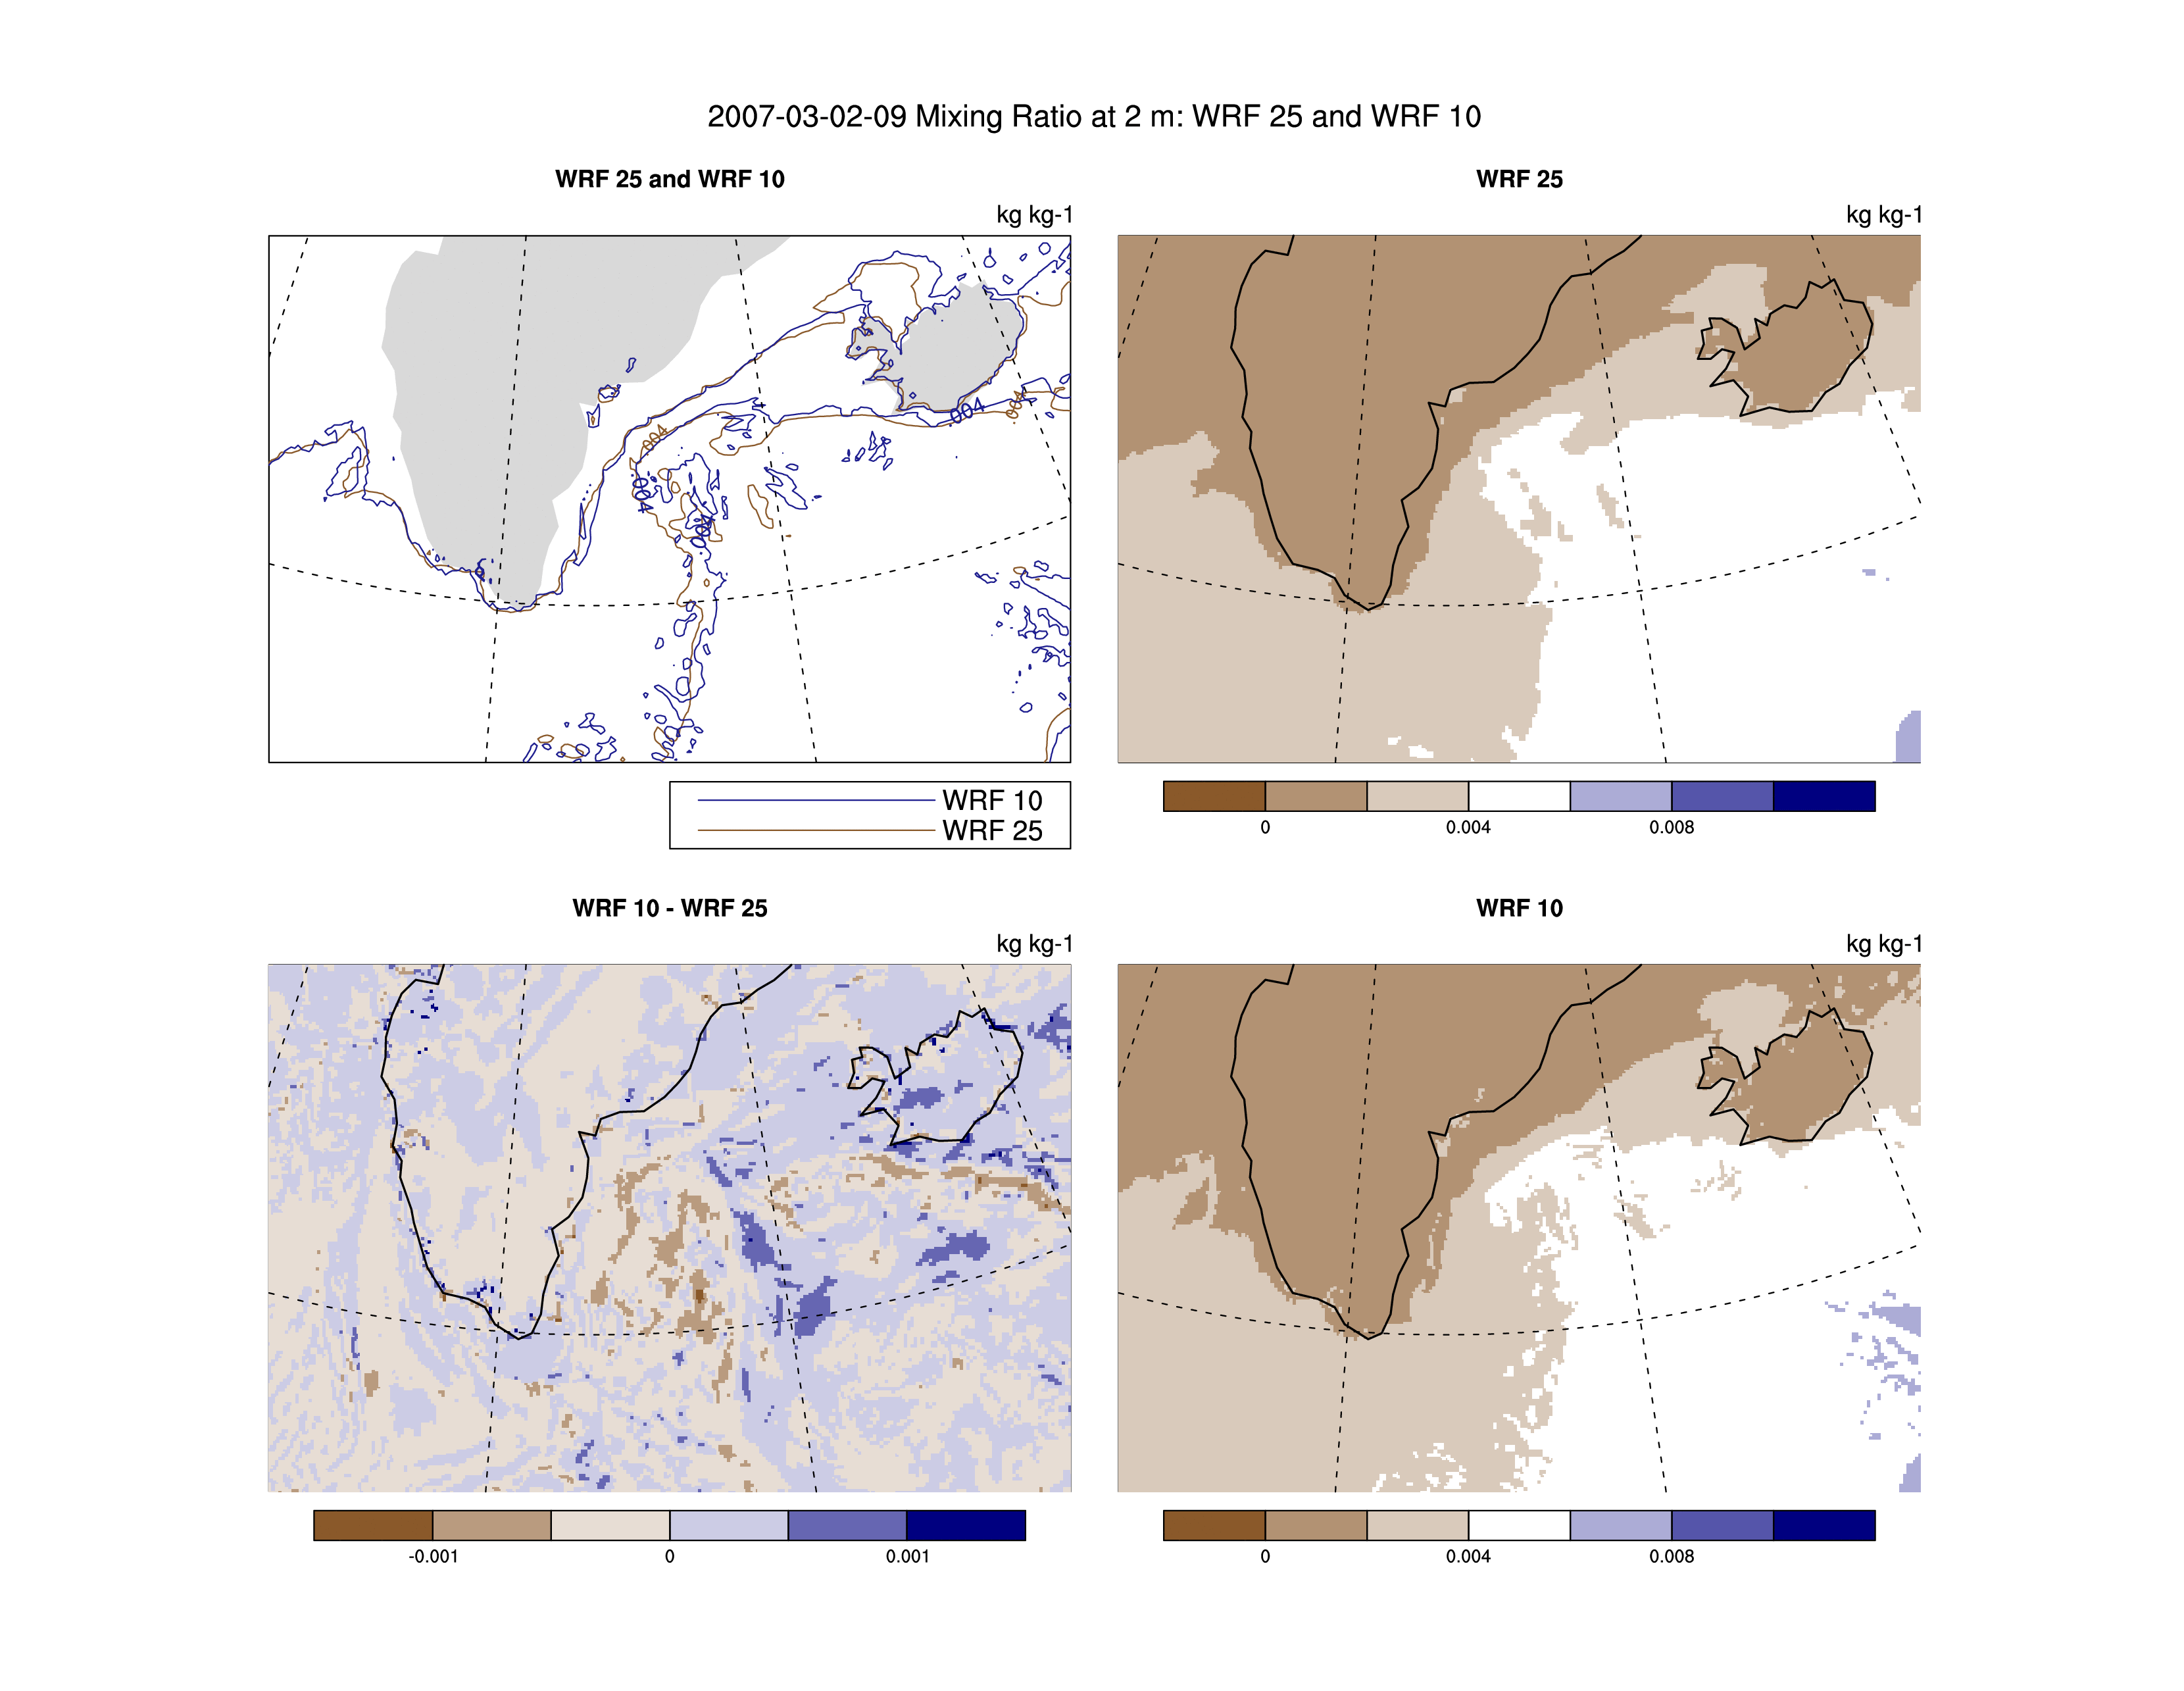 2007-03-02-09 Mixing Ratio at 2 m: WRF 25 and WRF 10
WRF 25 and WRF 10
kg kg-1
.004
.004
.004
.004
WRF 10
WRF 25
WRF 25
kg kg-1
0
0.004
0.008
WRF 10 - WRF 25
kg kg-1
-0.001
0
0.001
WRF 10
kg kg-1
0
0.004
0.008